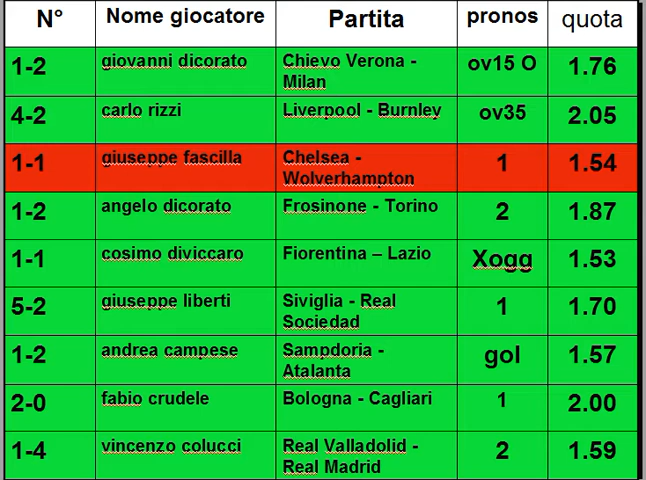 N° Nome giocatore Partita pronos quota
1-2 giovanni dicorato Chievo Verona - ov15 O 1.76
Milan
4-2 carlo rizzi Liverpool - Burnley ov35 2.05
1-1 giuseppe fascilla Chelsea - 1 1.54
Wolverhampton
1-2 angelo dicorato Frosinone - Torino 2 1.87
1-1 cosimo diviccaro Fiorentina – Lazio Xogg 1.53
5-2 giuseppe liberti Siviglia - Real 1 1.70
Sociedad
1-2 andrea campese Sampdoria - gol 1.57
Atalanta
2-0 fabio crudele Bologna - Cagliari 1 2.00
1-4 vincenzo colucci Real Valladolid - 2 1.59
Real Madrid